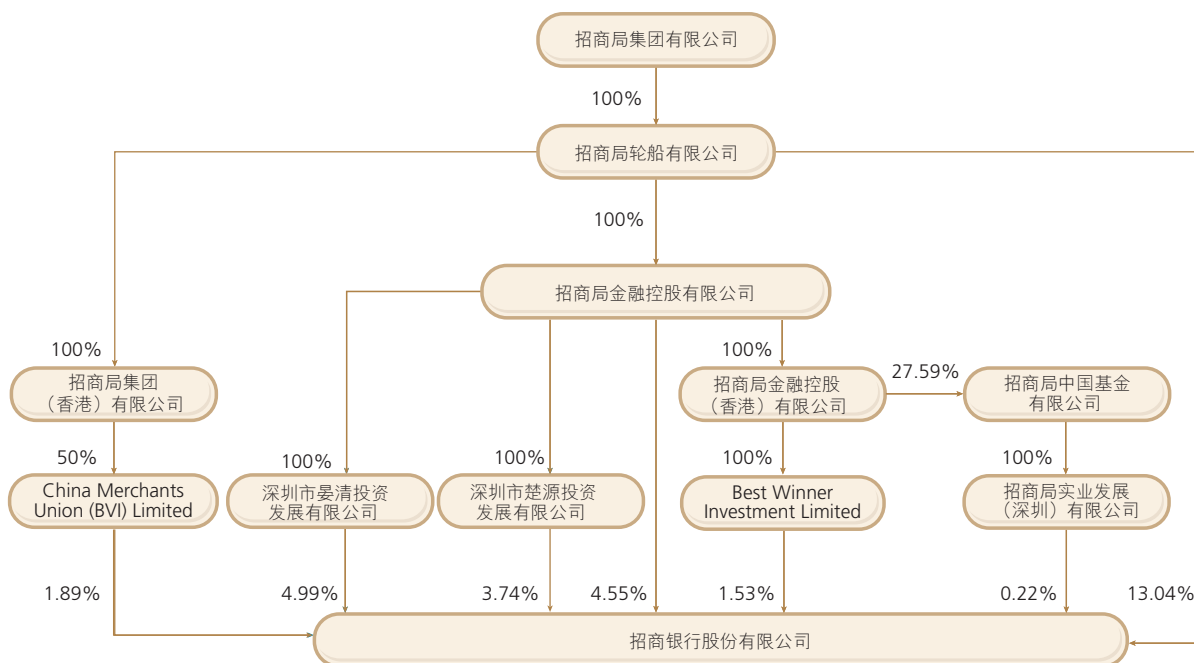 招商局集团有限公司
100%
招商局轮船有限公司
100%
招商局金融控股有限公司
100%
100%
招商局集团
（香港）有限公司
招商局金融控股
（香港）有限公司
27.59%
招商局中国基金
有限公司
50%
100%
100%
100%
100%
China Merchants
Union (BVI) Limited
深圳市晏清投资
发展有限公司
深圳市楚源投资
发展有限公司
Best Winner
Investment Limited
招商局实业发展
（深圳）有限公司
1.89%
4.99%
3.74%
4.55%
1.53%
0.22%
13.04%
招商银行股份有限公司